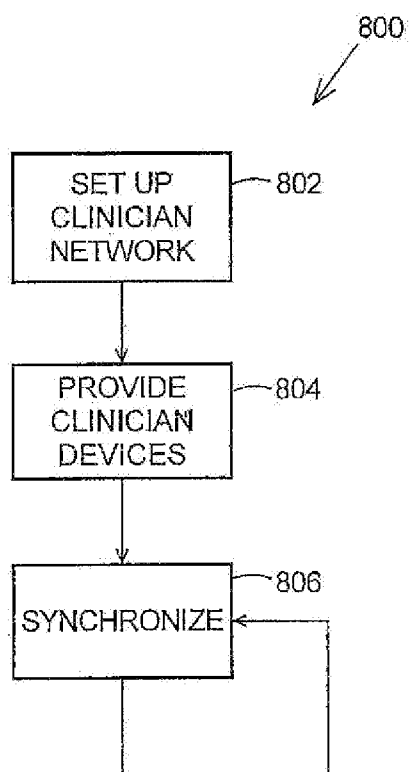 800
SET UP
CLINICIAN
NETWORK
802
PROVIDE
CLINICIAN
DEVICES
804
SYNCHRONIZE
806